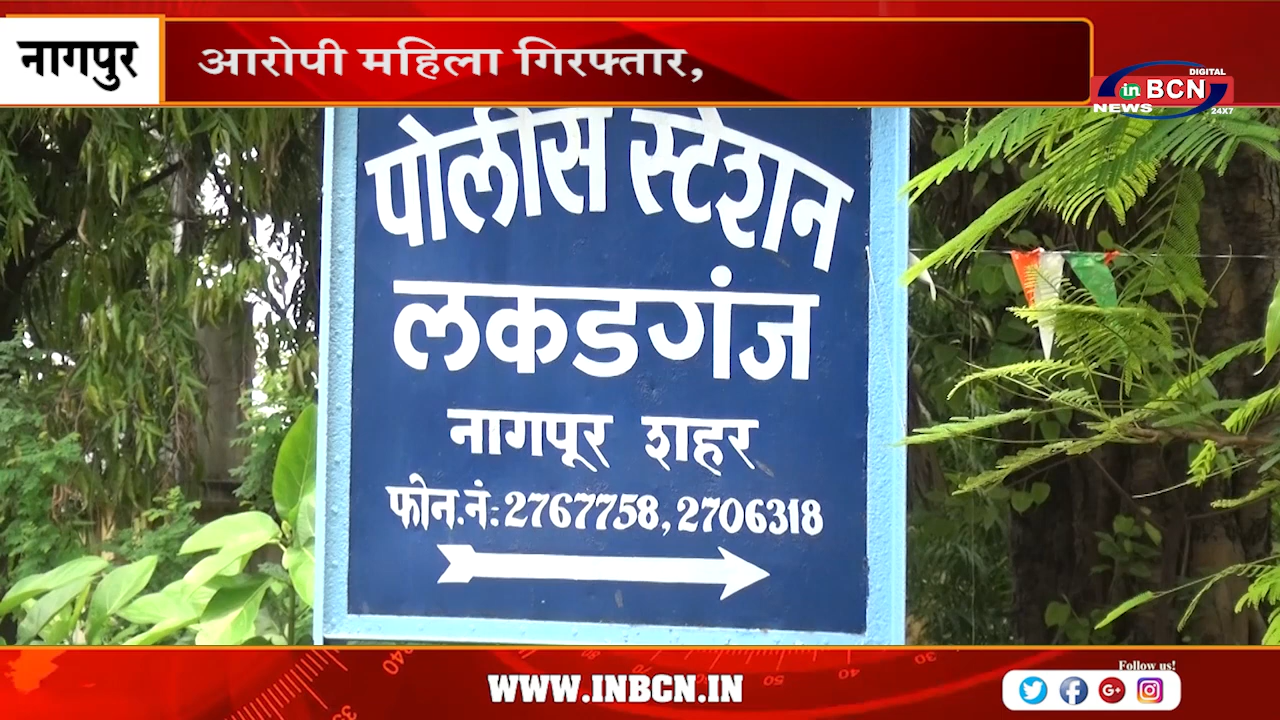 नागपुर
आरोपी महिला गिरफ्तार,
DIGITAL
in BCN
NEWS
24X7
पोलीस स्टेशन
लकडगंज
नागपूर शहर
फोन.नं:2767758,2706318
WWW.INBCN.IN
Follow us!